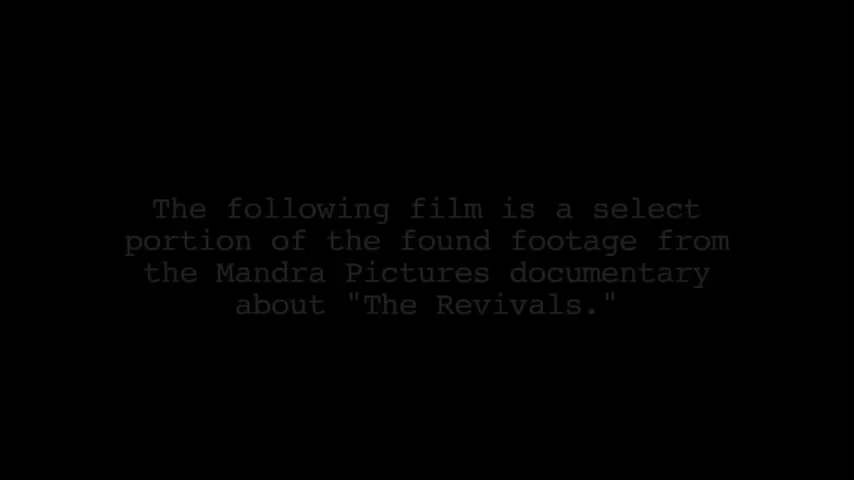 The following film is a select
portion of the found footage from
the Mandra Pictures documentary
about "The Revivals."